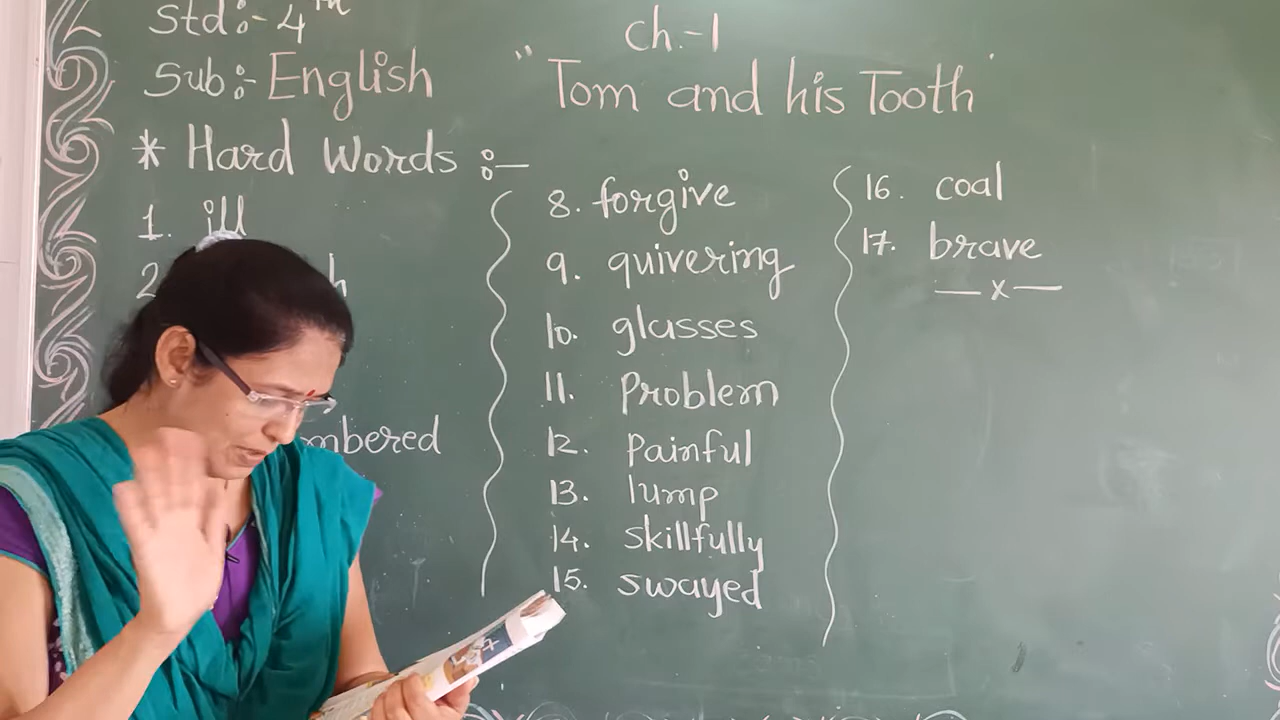 Std:- 4th
Sub:- English
Ch.-1
"Tom and his Tooth"
* Hard Words :-
1. ill
2
8. forgive
9. quivering
10. glasses
11. Problem
12. Painful
13. lump
14. skillfully
15. swayed
16. coal
17. brave
— x —